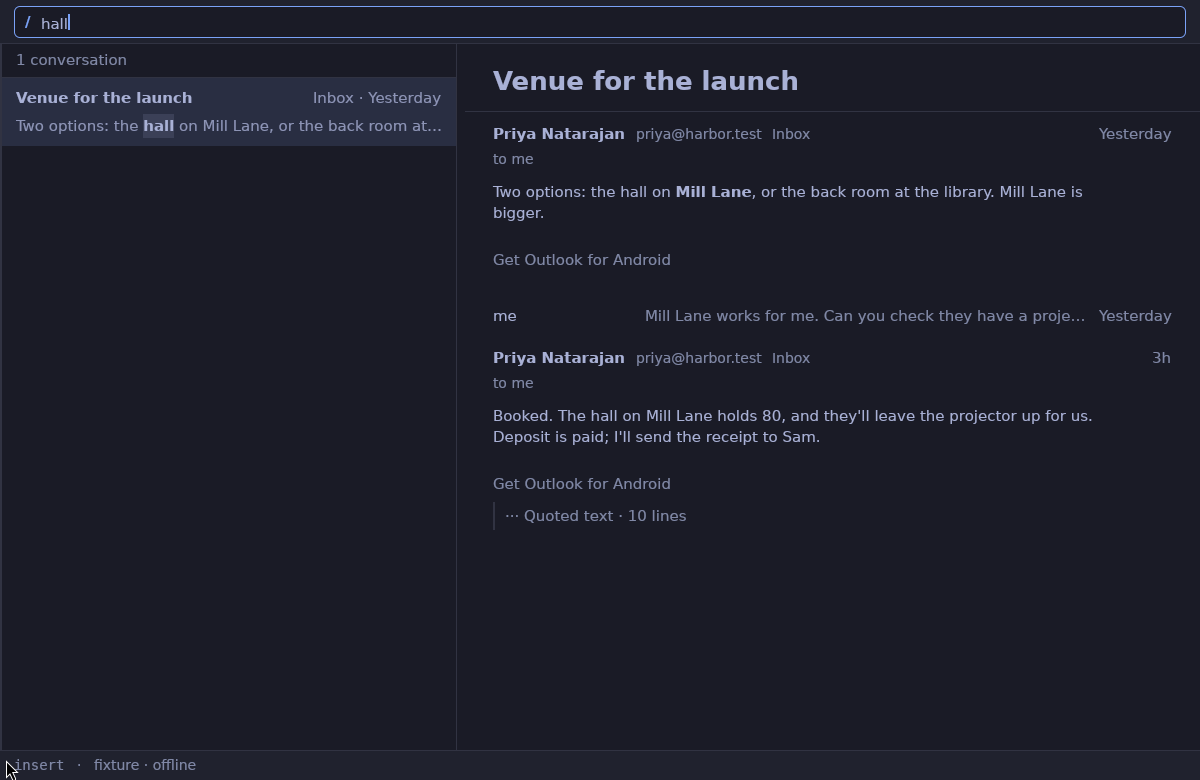 / hall
1 conversation
Venue for the launch
Inbox · Yesterday
Two options: the hall on Mill Lane, or the back room at…
Venue for the launch
Priya Natarajan priya@harbor.test Inbox Yesterday
to me
Two options: the hall on Mill Lane, or the back room at the library. Mill Lane is
bigger.
Get Outlook for Android
me Mill Lane works for me. Can you check they have a proje… Yesterday
Priya Natarajan priya@harbor.test Inbox 3h
to me
Booked. The hall on Mill Lane holds 80, and they'll leave the projector up for us.
Deposit is paid; I'll send the receipt to Sam.
Get Outlook for Android
··· Quoted text · 10 lines
insert · fixture · offline